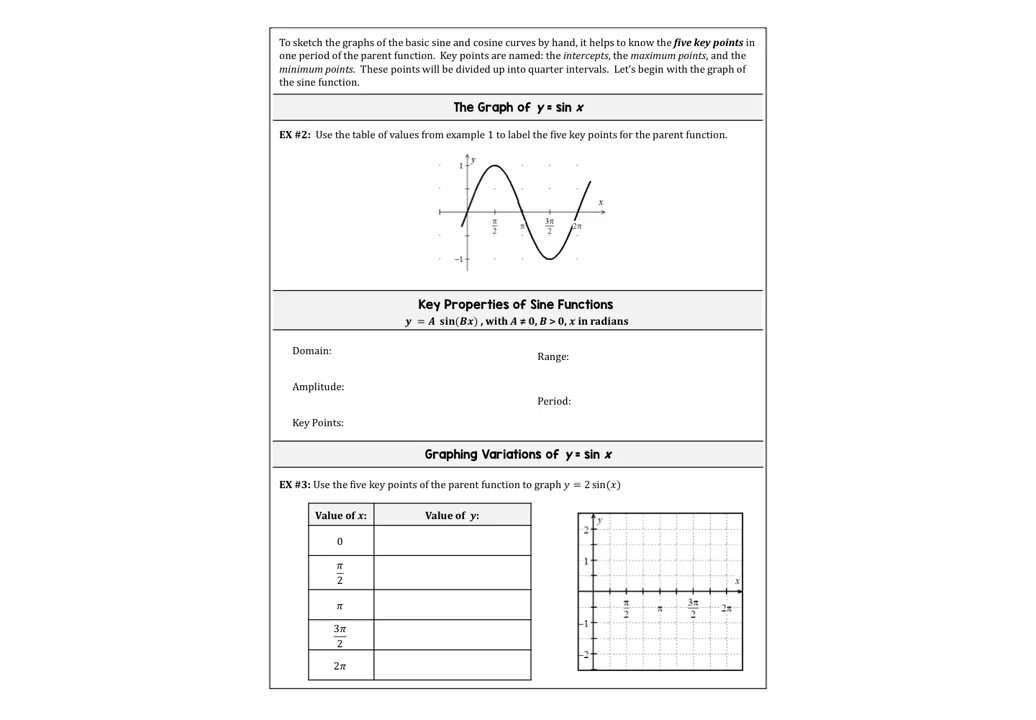 To sketch the graphs of the basic sine and cosine curves by hand, it helps to know the five key points in
one period of the parent function. Key points are named: the intercepts, the maximum points, and the
minimum points. These points will be divided up into quarter intervals. Let's begin with the graph of
the sine function.
The Graph of y = sin x
EX #2: Use the table of values from example 1 to label the five key points for the parent function.
y
1
x
π/2 π 3π/2 2π
−1
Key Properties of Sine Functions
y = A sin(Bx) , with A ≠ 0, B > 0, x in radians
Domain:
Range:
Amplitude:
Period:
Key Points:
Graphing Variations of y = sin x
EX #3: Use the five key points of the parent function to graph y = 2 sin(x)
Value of x: Value of y:
0
π/2
π
3π/2
2π
y
2
1
x
π/2 π 3π/2 2π
−1
−2